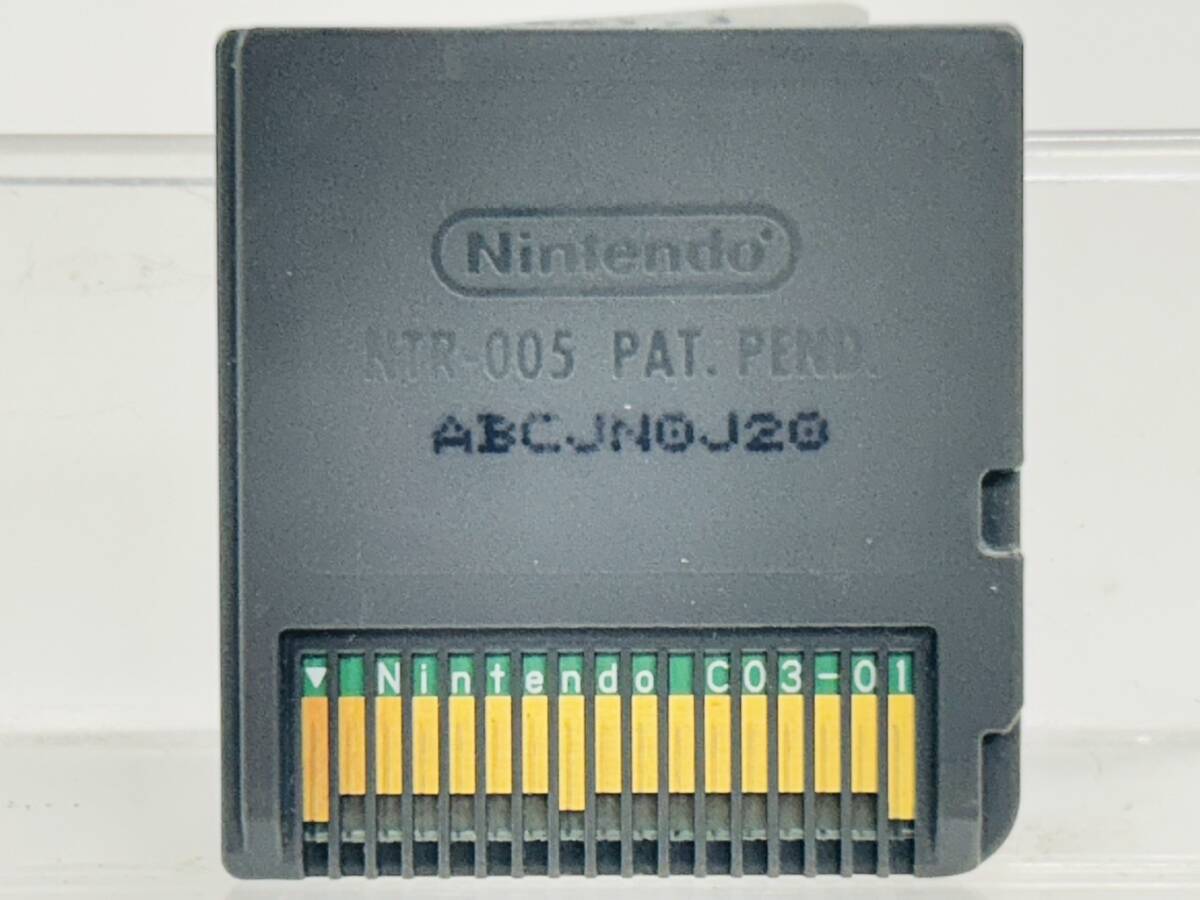 Nintendo
NTR-005 PAT. PEND.
ABCJN0J20
▼ Nintendo C03-01